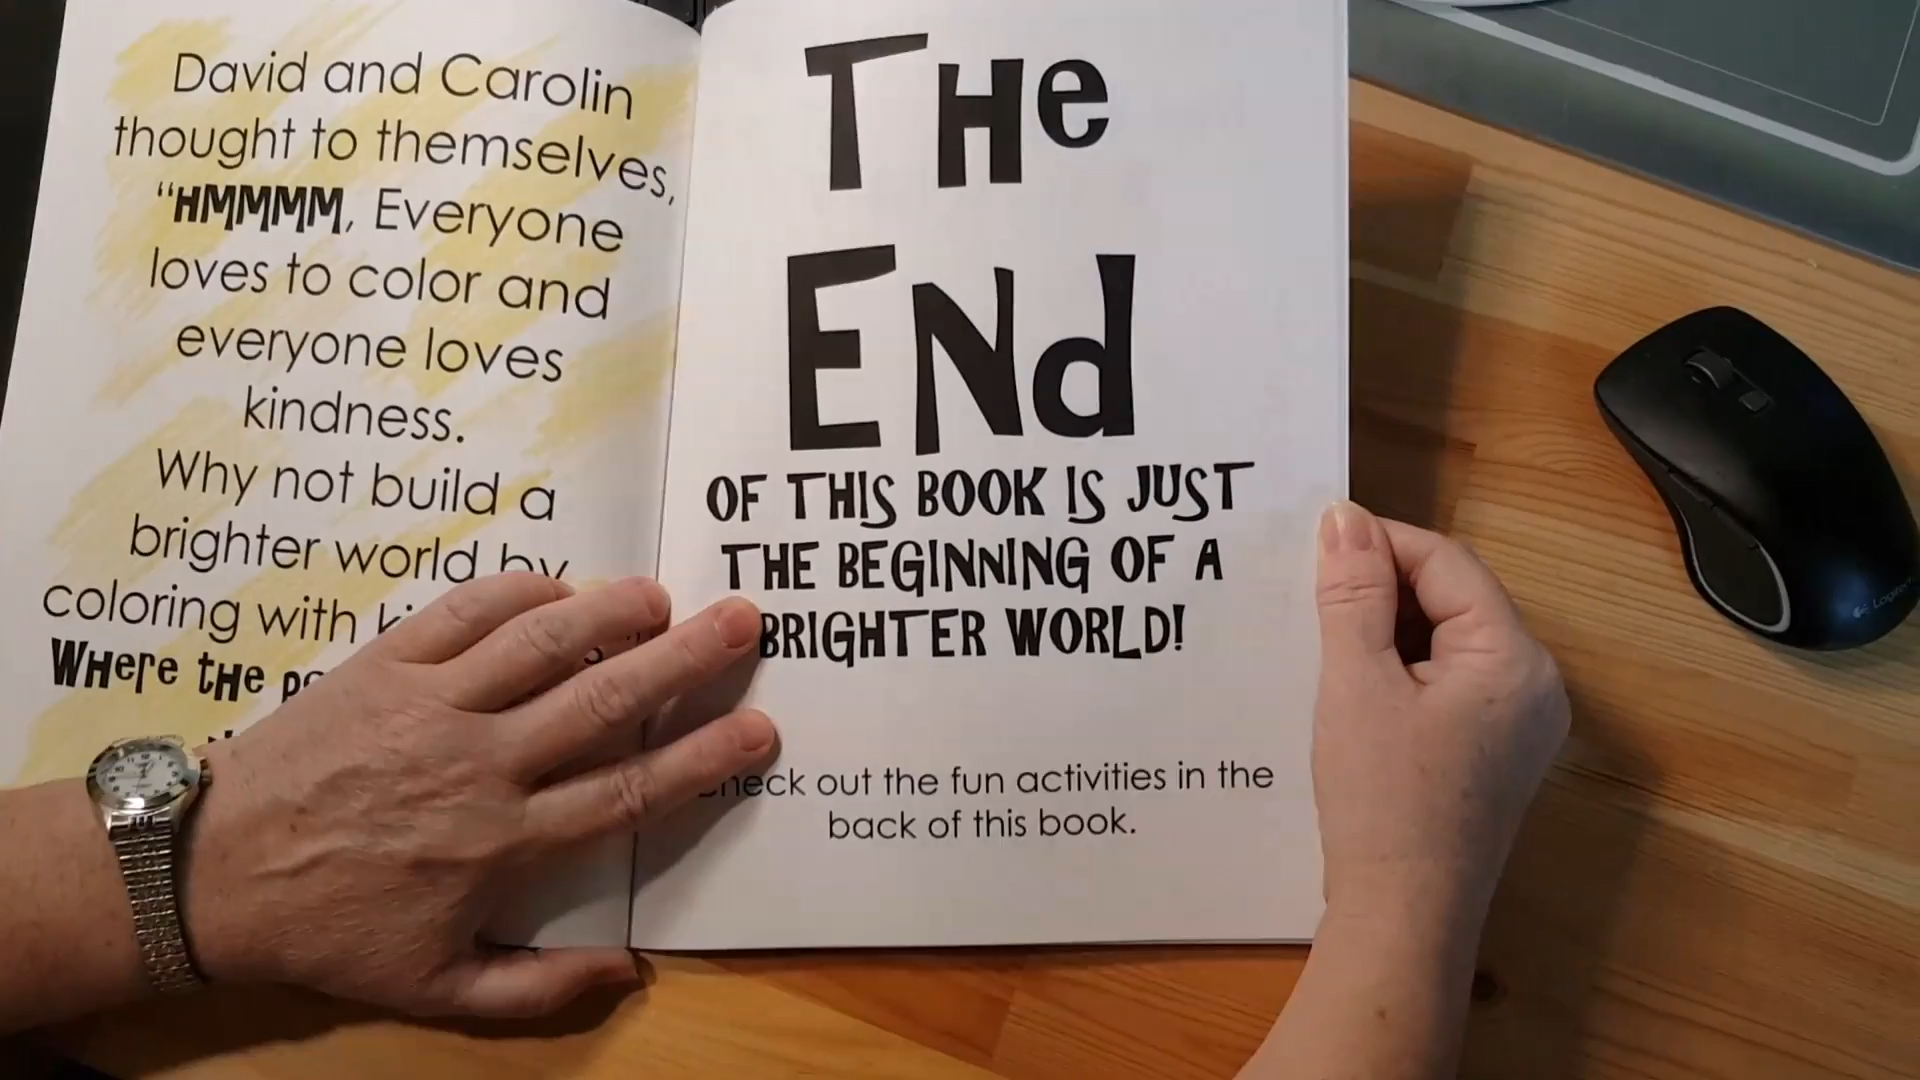 David and Carolin
thought to themselves,
“HMMMM, Everyone
loves to color and
everyone loves
kindness.
Why not build a
brighter world by
coloring with
Where the
The
End
OF THIS BOOK IS JUST
THE BEGINNING OF A
BRIGHTER WORLD!
Check out the fun activities in the
back of this book.